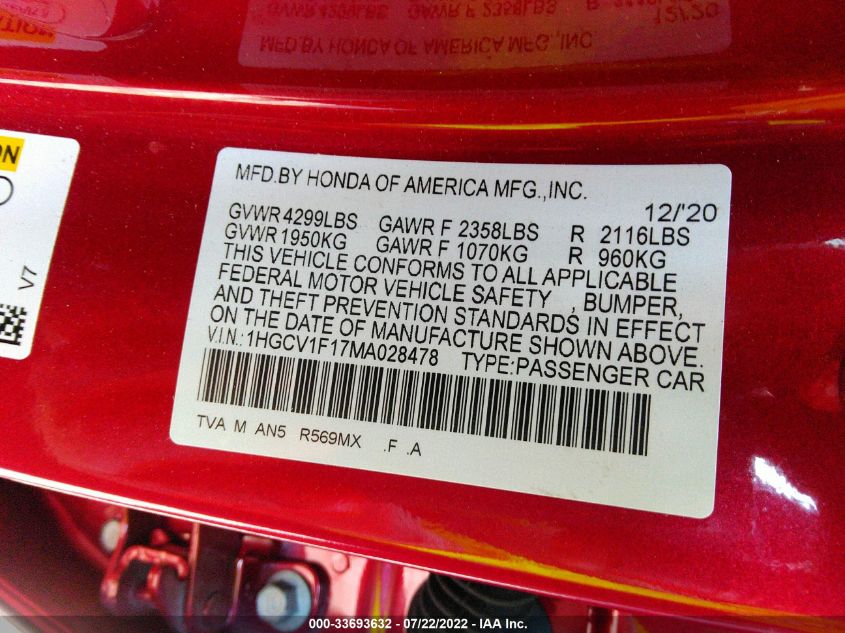 MFD.BY HONDA OF AMERICA MFG.,INC.
12/'20
GVWR 4299LBS GAWR F 2358LBS R 2116LBS
GVWR 1950KG GAWR F 1070KG R 960KG
THIS VEHICLE CONFORMS TO ALL APPLICABLE
FEDERAL MOTOR VEHICLE SAFETY , BUMPER,
AND THEFT PREVENTION STANDARDS IN EFFECT
ON THE DATE OF MANUFACTURE SHOWN ABOVE.
V.I.N.: 1HGCV1F17MA028478 TYPE:PASSENGER CAR
TVA M AN5 R569MX .F .A
V7
000-33693632 - 07/22/2022 - IAA Inc.